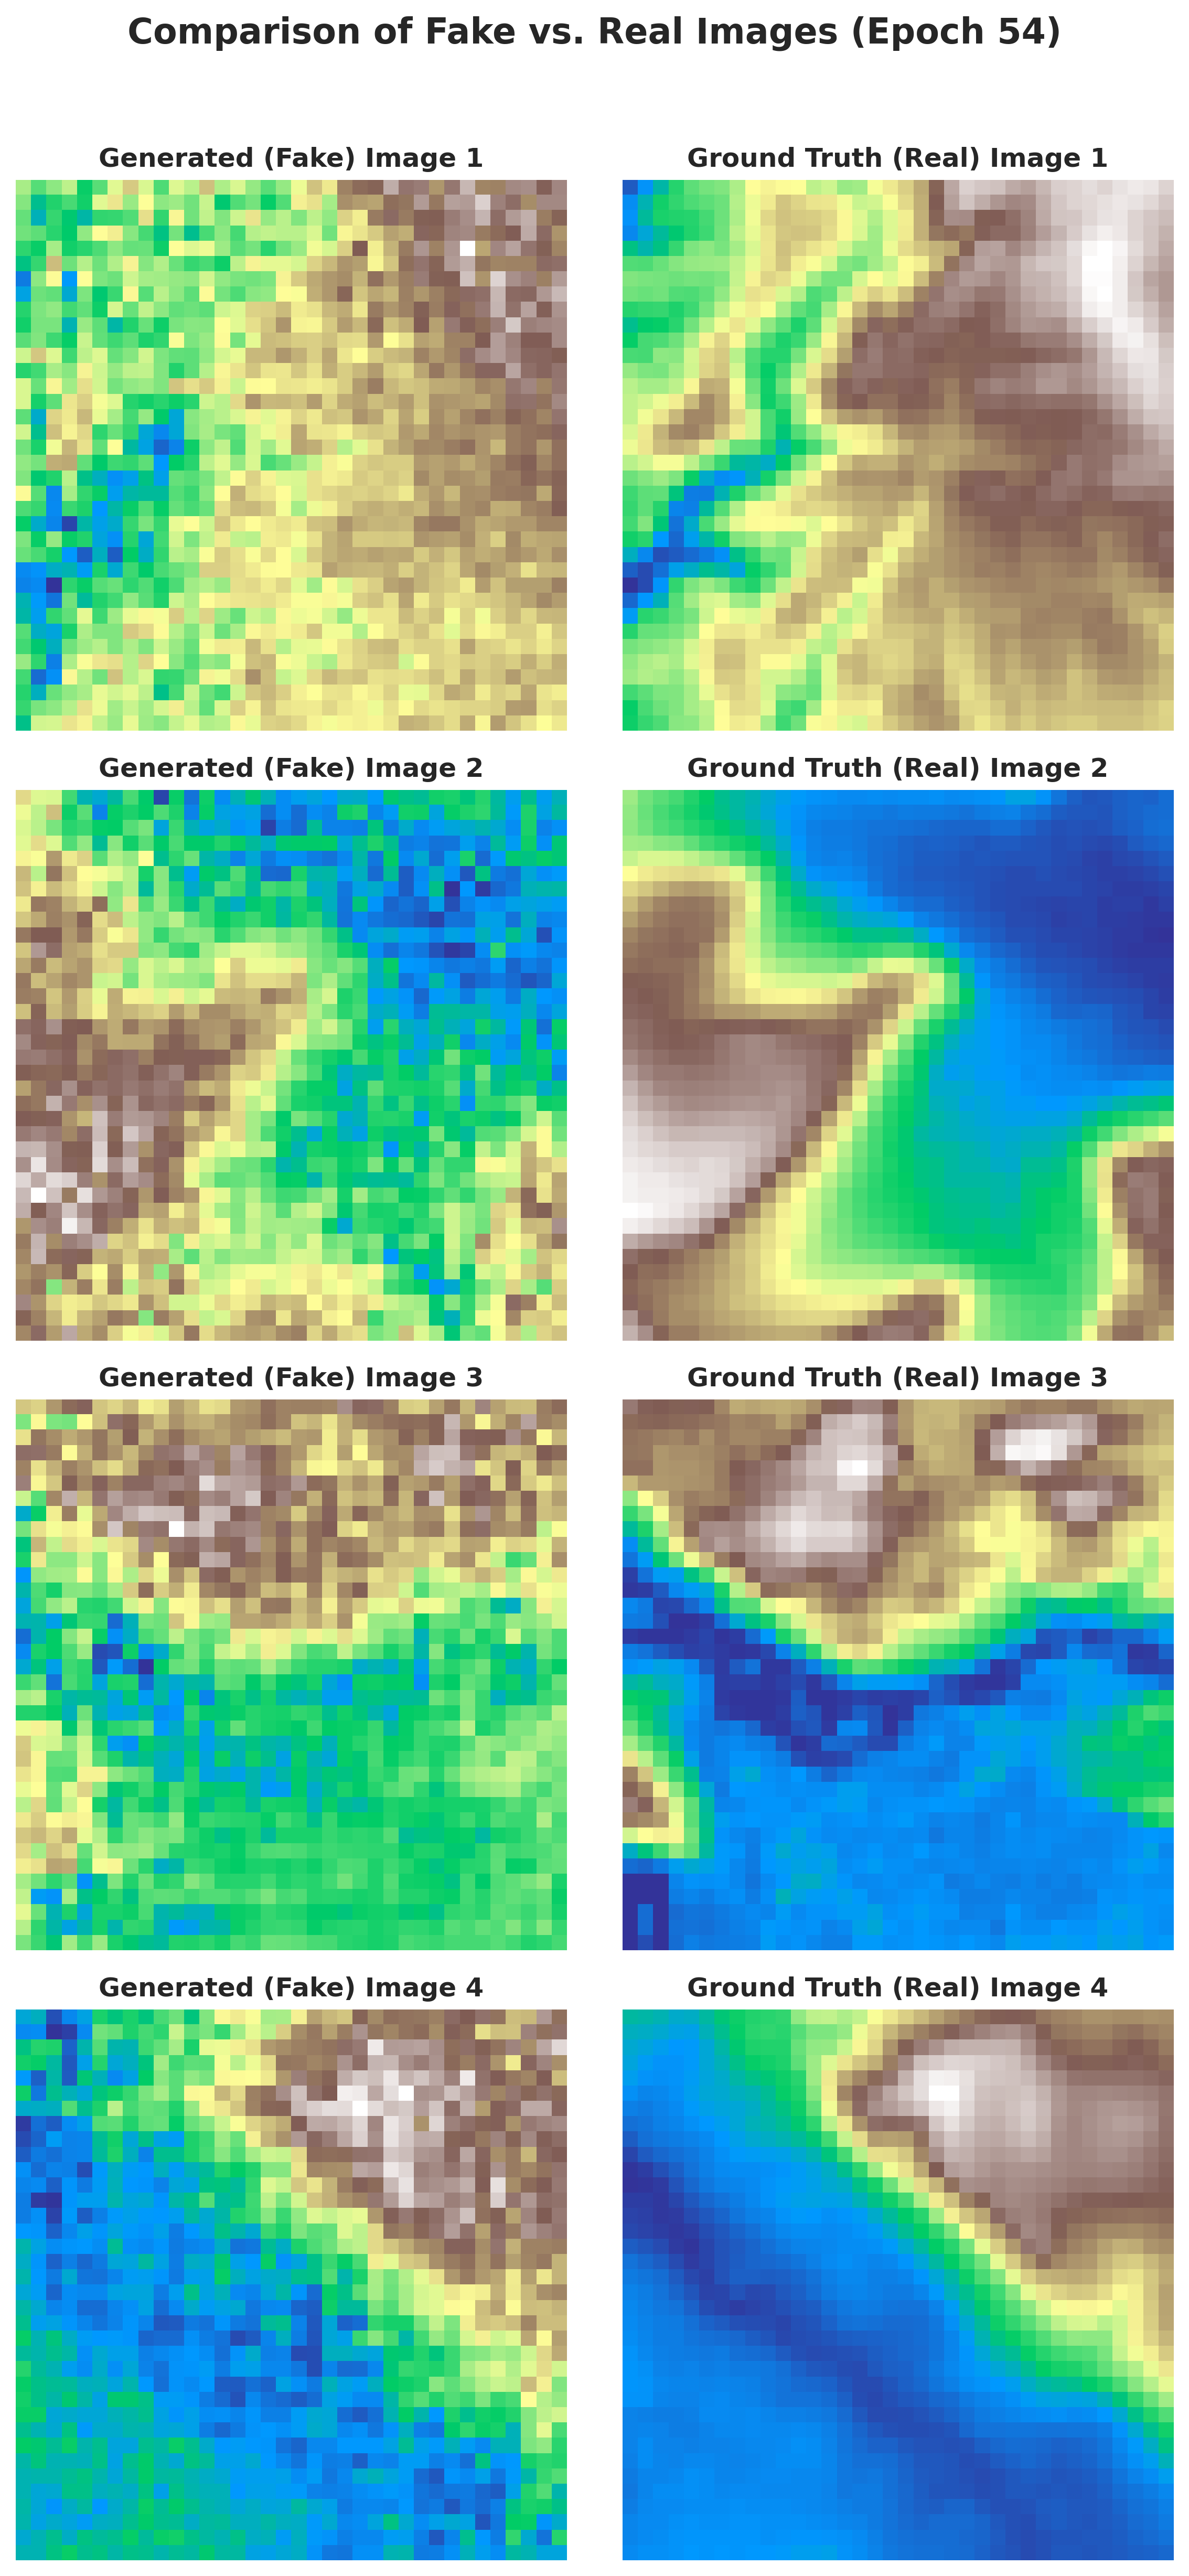 Comparison of Fake vs. Real Images (Epoch 54)
Generated (Fake) Image 1
Ground Truth (Real) Image 1
Generated (Fake) Image 2
Ground Truth (Real) Image 2
Generated (Fake) Image 3
Ground Truth (Real) Image 3
Generated (Fake) Image 4
Ground Truth (Real) Image 4